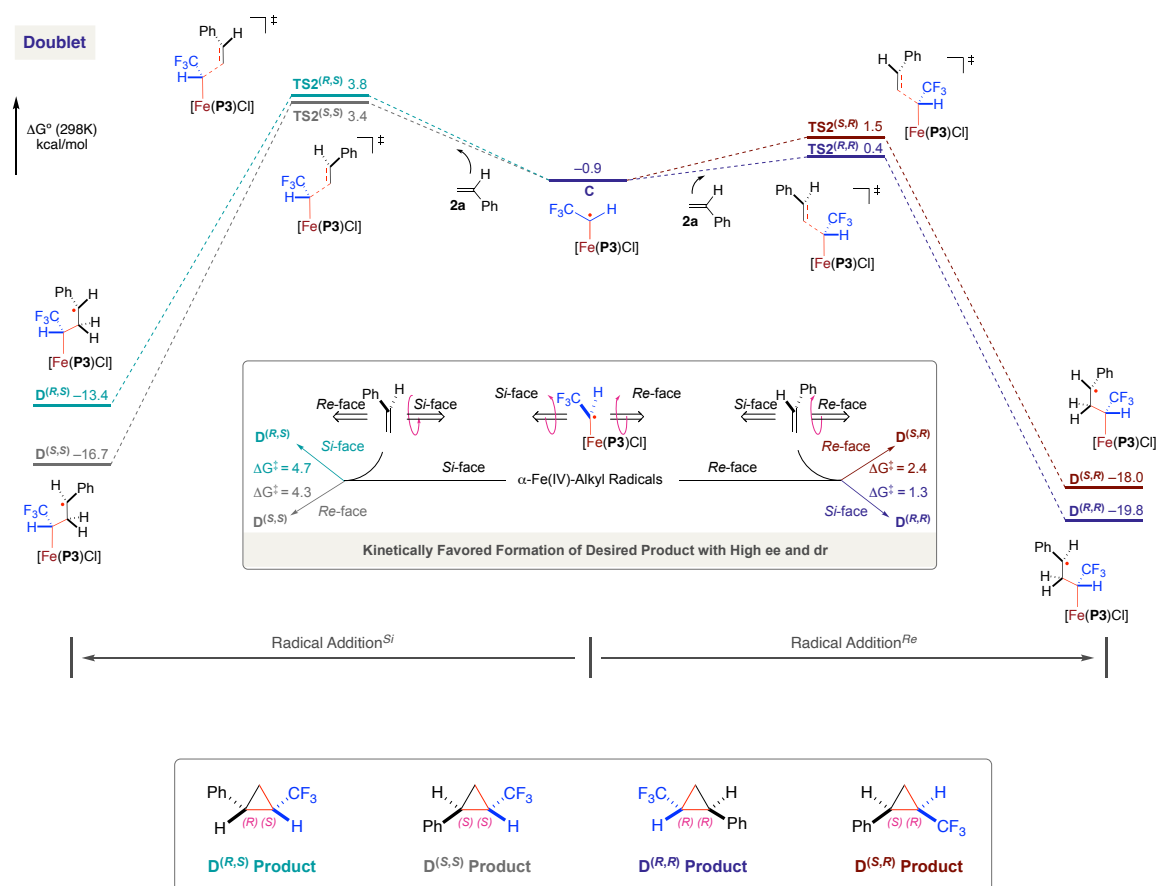 Doublet
ΔGº (298K)
kcal/mol
Ph
H
‡
F₃C
H
[Fe(P3)Cl]
TS2(R,S) 3.8
TS2(S,S) 3.4
H
Ph
‡
F₃C
H
[Fe(P3)Cl]
H
2a
Ph
–0.9
C
F₃C
H
[Fe(P3)Cl]
H
2a
Ph
TS2(S,R) 1.5
TS2(R,R) 0.4
H
Ph
‡
CF₃
H
[Fe(P3)Cl]
Ph
H
‡
CF₃
H
[Fe(P3)Cl]
Ph
H
F₃C
H
H
H
[Fe(P3)Cl]
D(R,S) –13.4
D(S,S) –16.7
H
Ph
F₃C
H
H
H
[Fe(P3)Cl]
Re-face
Ph
H
Si-face
Si-face
F₃C
H
[Fe(P3)Cl]
Re-face
Si-face
H
Ph
Re-face
D(R,S)
Si-face
ΔG‡ = 4.7
ΔG‡ = 4.3
D(S,S)
Re-face
Si-face
α-Fe(IV)-Alkyl Radicals
Re-face
Re-face
D(S,R)
ΔG‡ = 2.4
ΔG‡ = 1.3
Si-face
D(R,R)
Kinetically Favored Formation of Desired Product with High ee and dr
H
Ph
H
H
CF₃
H
[Fe(P3)Cl]
D(S,R) –18.0
D(R,R) –19.8
Ph
H
H
H
CF₃
H
[Fe(P3)Cl]
Radical AdditionSi
Radical AdditionRe
Ph
H
(R) (S)
CF₃
H
D(R,S) Product
H
Ph
(S) (S)
CF₃
H
D(S,S) Product
F₃C
H
(R) (R)
H
Ph
D(R,R) Product
H
Ph
(S) (R)
H
CF₃
D(S,R) Product